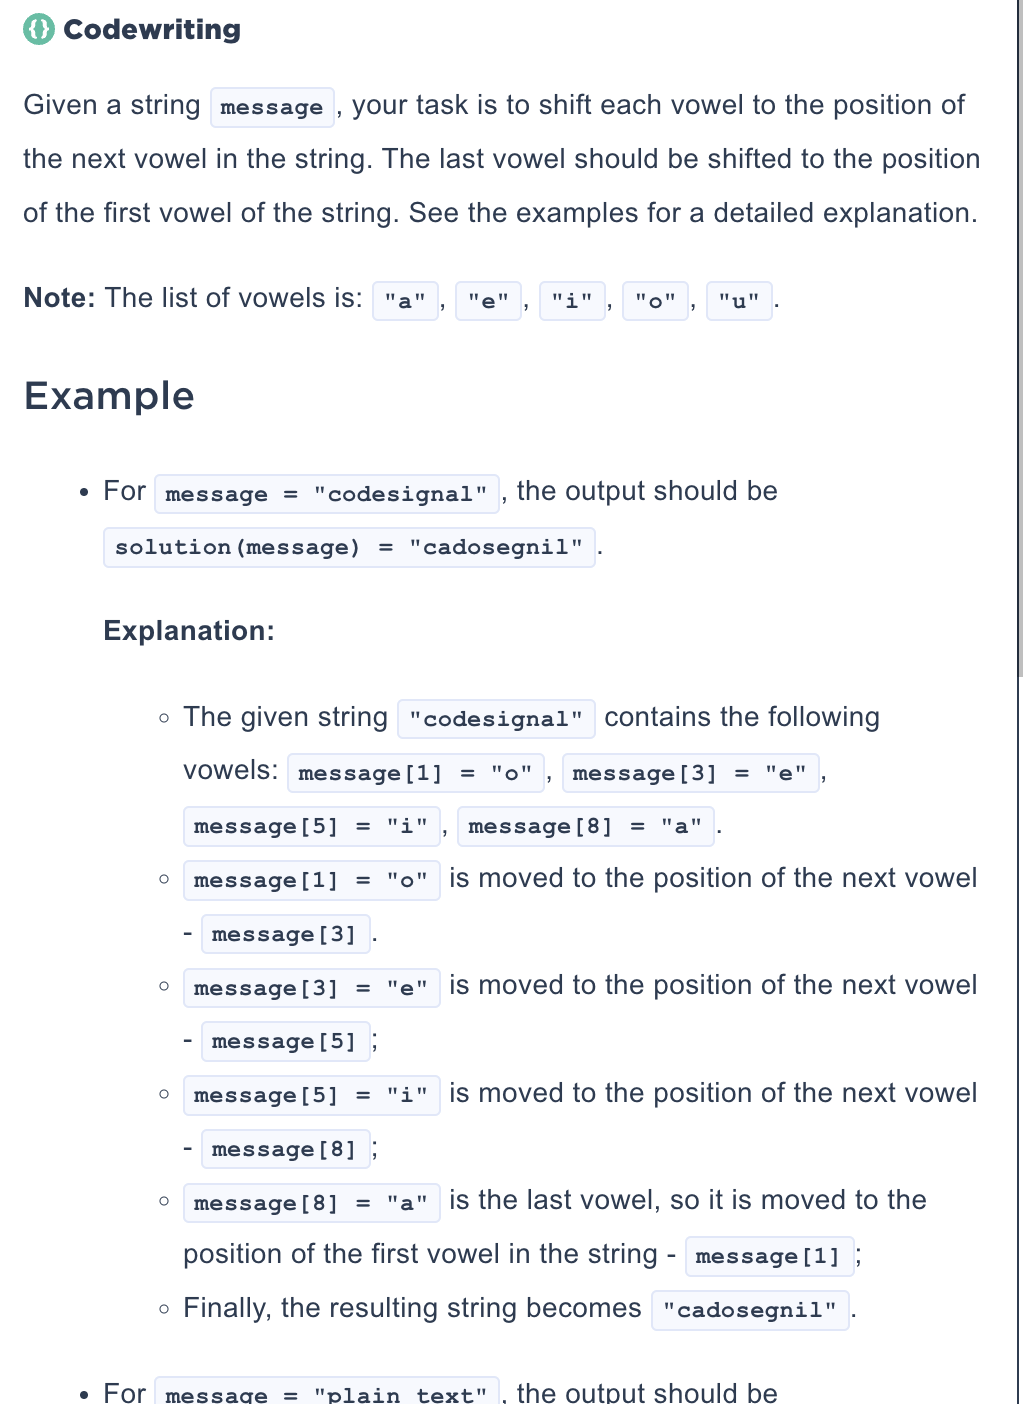 {} Codewriting
Given a string message, your task is to shift each vowel to the position of
the next vowel in the string. The last vowel should be shifted to the position
of the first vowel of the string. See the examples for a detailed explanation.
Note: The list of vowels is: "a", "e", "i", "o", "u".
Example
• For message = "codesignal", the output should be
solution(message) = "cadosegnil".
Explanation:
○ The given string "codesignal" contains the following
vowels: message[1] = "o", message[3] = "e",
message[5] = "i", message[8] = "a".
○ message[1] = "o" is moved to the position of the next vowel
- message[3].
○ message[3] = "e" is moved to the position of the next vowel
- message[5];
○ message[5] = "i" is moved to the position of the next vowel
- message[8];
○ message[8] = "a" is the last vowel, so it is moved to the
position of the first vowel in the string - message[1];
○ Finally, the resulting string becomes "cadosegnil".
• For message = "plain text", the output should be